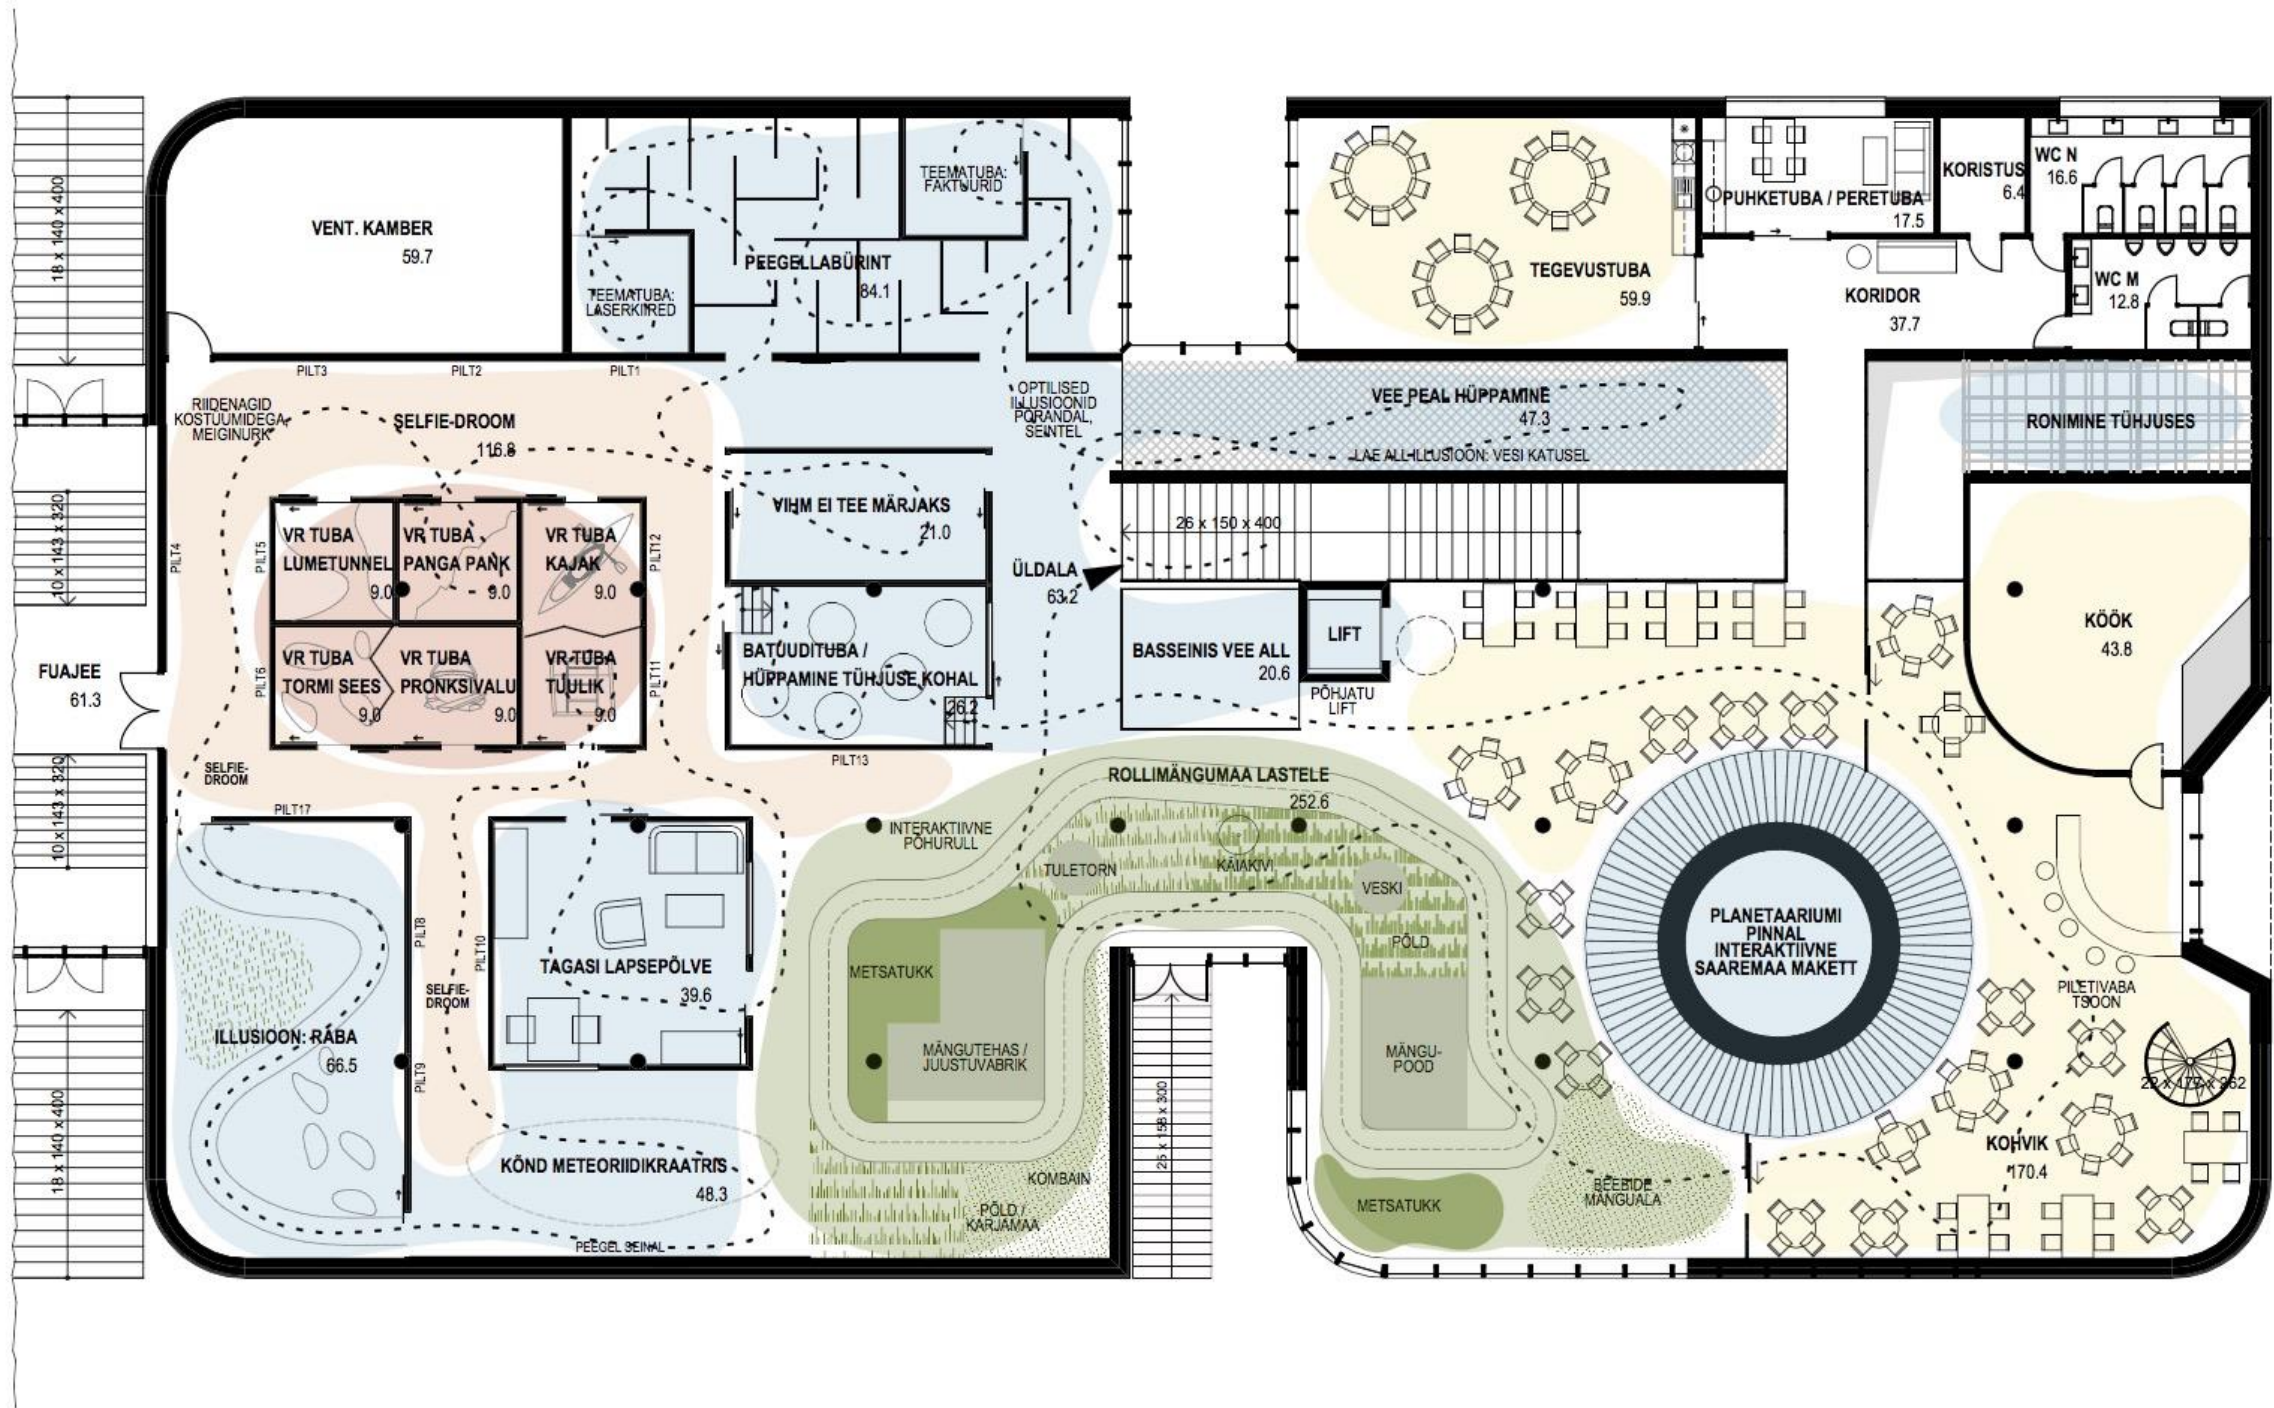 18 x 140 x 400
10 x 143 x 320
FUAJEE
61.3
10 x 143 x 320
18 x 140 x 400
VENT. KAMBER
59.7
PEEGELLABÜRINT
84.1
TEEMATUBA:
FAKTUURID
TEEMATUBA:
LASERKIIRED
PILT3
PILT2
PILT1
RIIDENAGID
KOSTÜÜMIDEGA,
MEIGINURK
SELFIE-DROOM
116.8
OPTILISED
ILLUSIOONID
PÕRANDAL,
SEINTEL
TEGEVUSTUBA
59.9
PUHKETUBA / PERETUBA
17.5
KORISTUS
6.4
WC N
16.6
WC M
12.8
KORIDOR
37.7
VEE PEAL HÜPPAMINE
47.3
LAE ALL ILLUSIOON: VESI KATUSEL
RONIMINE TÜHJUSES
PILT4
PILT5
VR TUBA
LUMETUNNEL
9.0
VR TUBA
PANGA PANK
9.0
VR TUBA
KAJAK
9.0
PILT12
PILT6
VR TUBA
TORMI SEES
9.0
VR TUBA
PRONKSIVALU
9.0
VR TUBA
TUULIK
9.0
PILT11
VIHM EI TEE MÄRJAKS
21.0
ÜLDALA
63.2
26 x 150 x 400
BATUUDITUBA /
HÜPPAMINE TÜHJUSE KOHAL
26.2
BASSEINIS VEE ALL
20.6
LIFT
PÕHJATU
LIFT
KÖÖK
43.8
SELFIE-
DROOM
PILT17
PILT13
ROLLIMÄNGUMAA LASTELE
252.6
INTERAKTIIVNE
PÕHURULL
TULETORN
KÄIAKIVI
VESKI
PÕLD
PLANETAARIUMI
PINNAL
INTERAKTIIVNE
SAAREMAA MAKETT
PILT8
PILT10
TAGASI LAPSEPÕLVE
39.6
SELFIE-
DROOM
METSATUKK
MÄNGUTEHAS /
JUUSTUVABRIK
MÄNGU-
POOD
PILETIVABA
TSOON
ILLUSIOON: RABA
66.5
PILT9
22 x 177 x 262
KÕND METEORIIDIKRAATRIS
48.3
KOMBAIN
PÕLD /
KARJAMAA
25 x 158 x 300
METSATUKK
BEEBIDE
MÄNGUALA
KOHVIK
170.4
PEEGEL SEINAL